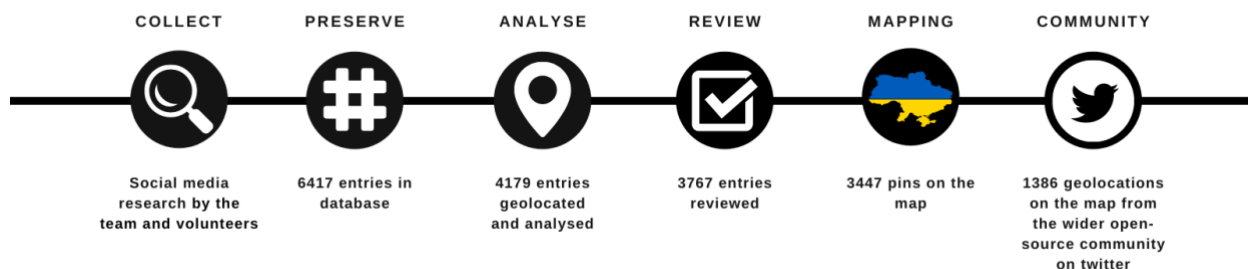 COLLECT
Social media
research by the
team and volunteers
PRESERVE
6417 entries in
database
ANALYSE
4179 entries
geolocated
and analysed
REVIEW
3767 entries
reviewed
MAPPING
3447 pins on the
map
COMMUNITY
1386 geolocations
on the map from
the wider open-
source community
on twitter